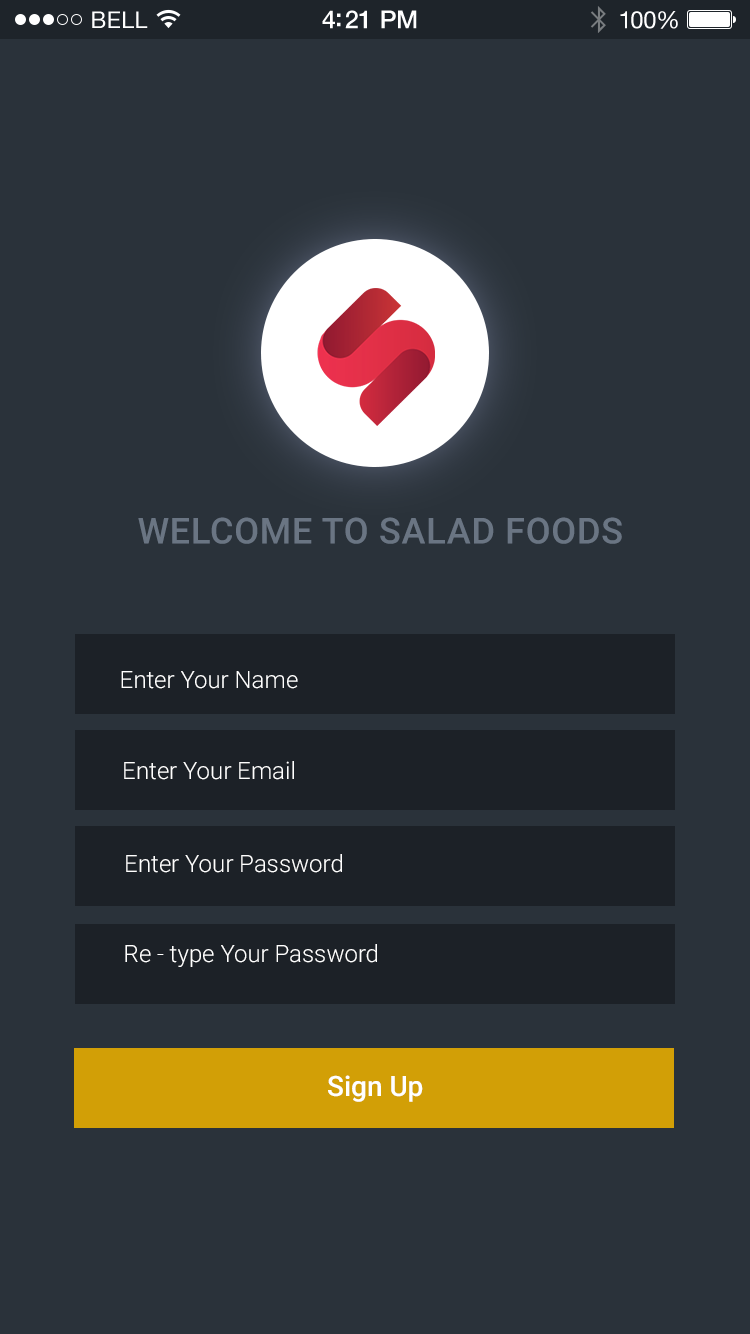 BELL 4:21 PM 100%
WELCOME TO SALAD FOODS
Enter Your Name
Enter Your Email
Enter Your Password
Re - type Your Password
Sign Up